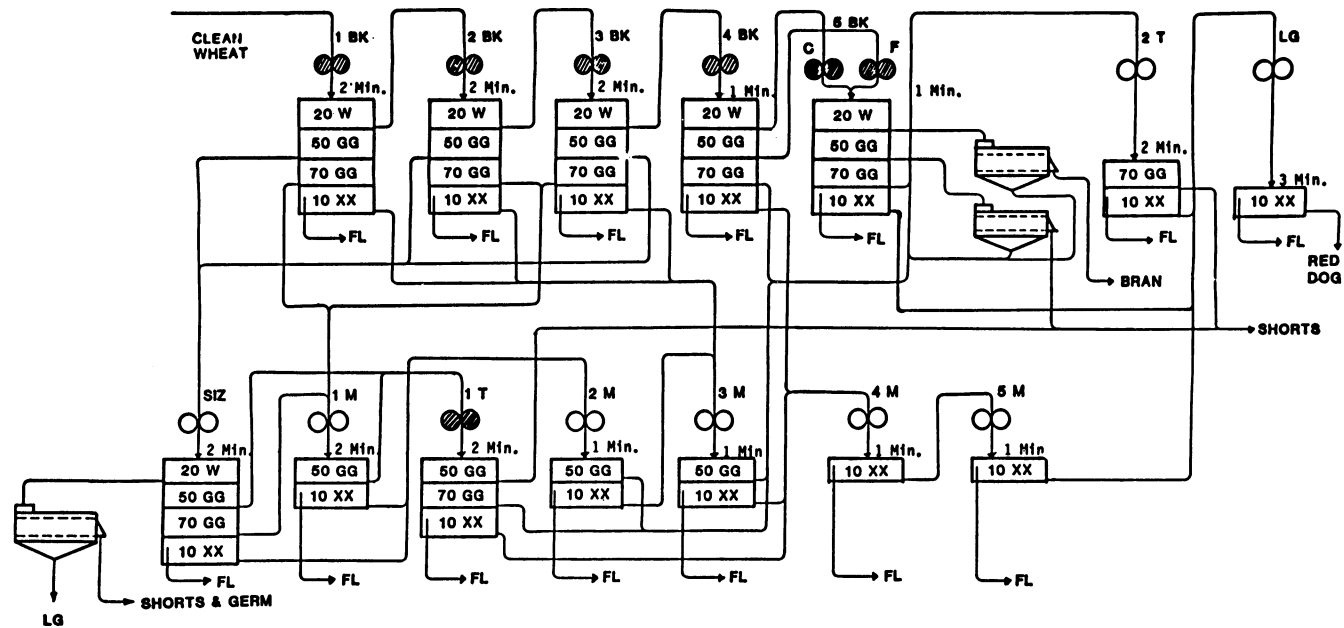 CLEAN
WHEAT
1 BK
2 BK
3 BK
4 BK
5 BK
C
F
2 T
LG
2 Min.
2 Min.
2 Min.
1 Min.
1 Min.
2 Min.
3 Min.
20 W
50 GG
70 GG
10 XX
FL
20 W
50 GG
70 GG
10 XX
FL
20 W
50 GG
70 GG
10 XX
FL
20 W
50 GG
70 GG
10 XX
FL
20 W
50 GG
70 GG
10 XX
FL
70 GG
10 XX
FL
10 XX
FL
RED
DOG
BRAN
SHORTS
SIZ
1 M
1 T
2 M
3 M
4 M
5 M
2 Min.
2 Min.
2 Min.
1 Min.
1 Min
1 Min.
1 Min
20 W
50 GG
70 GG
10 XX
FL
50 GG
10 XX
FL
50 GG
70 GG
10 XX
FL
50 GG
10 XX
FL
50 GG
10 XX
FL
10 XX
FL
10 XX
FL
SHORTS & GERM
LG